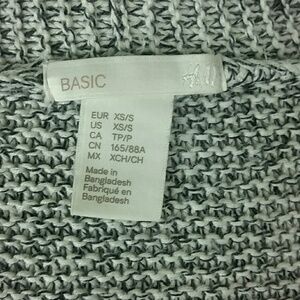 BASIC
H&M
EUR XS/S
US XS/S
CA TP/P
CN 165/88A
MX XCH/CH
Made in
Bangladesh
Fabriqué en
Bangladesh